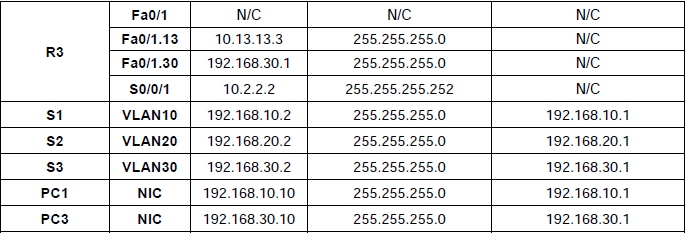 R3 Fa0/1 N/C N/C N/C
Fa0/1.13 10.13.13.3 255.255.255.0 N/C
Fa0/1.30 192.168.30.1 255.255.255.0 N/C
S0/0/1 10.2.2.2 255.255.255.252 N/C
S1 VLAN10 192.168.10.2 255.255.255.0 192.168.10.1
S2 VLAN20 192.168.20.2 255.255.255.0 192.168.20.1
S3 VLAN30 192.168.30.2 255.255.255.0 192.168.30.1
PC1 NIC 192.168.10.10 255.255.255.0 192.168.10.1
PC3 NIC 192.168.30.10 255.255.255.0 192.168.30.1